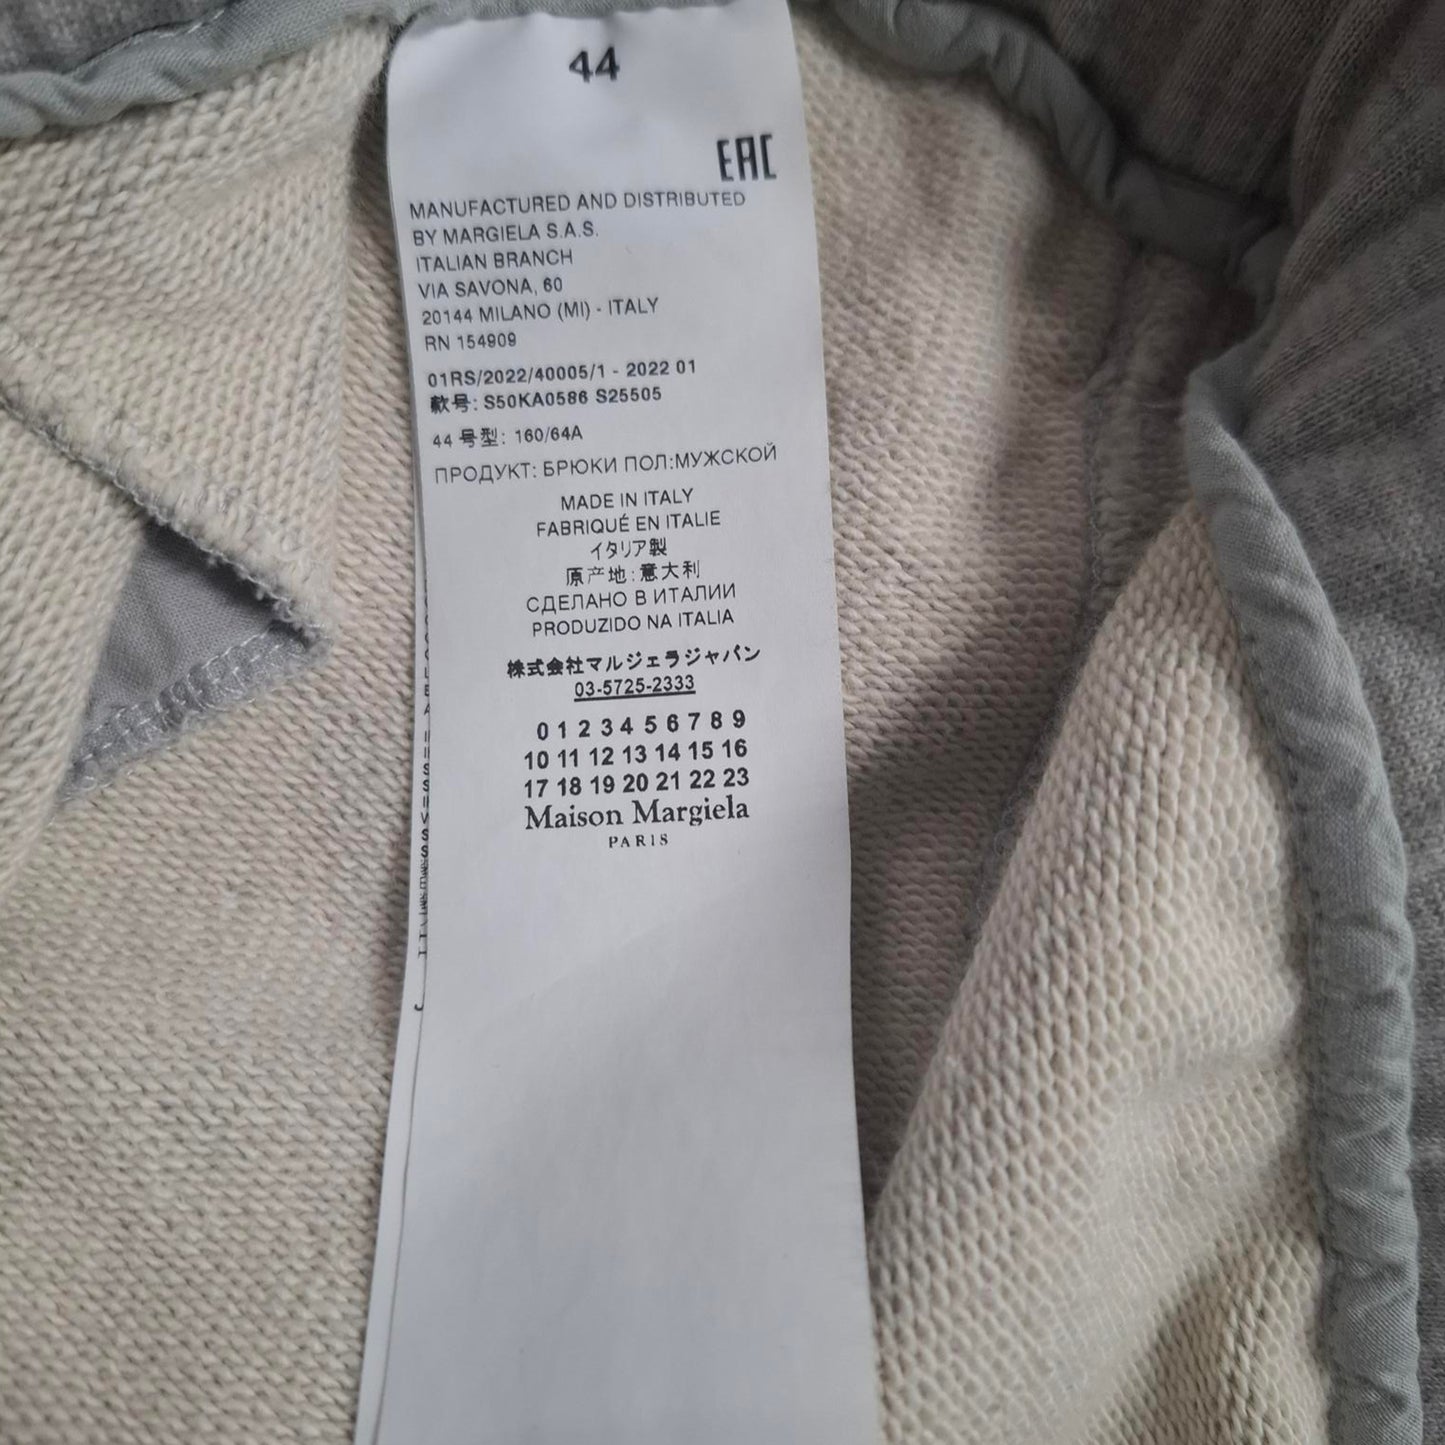 44
EAC
MANUFACTURED AND DISTRIBUTED
BY MARGIELA S.A.S.
ITALIAN BRANCH
VIA SAVONA, 60
20144 MILANO (MI) - ITALY
RN 154909
01RS/2022/40005/1 - 2022 01
款号: S50KA0586 S25505
44 号型: 160/64A
ПРОДУКТ: БРЮКИ ПОЛ:МУЖСКОЙ
MADE IN ITALY
FABRIQUÉ EN ITALIE
イタリア製
原产地:意大利
СДЕЛАНО В ИТАЛИИ
PRODUZIDO NA ITALIA
株式会社マルジェラジャパン
03-5725-2333
0 1 2 3 4 5 6 7 8 9
10 11 12 13 14 15 16
17 18 19 20 21 22 23
Maison Margiela
PARIS